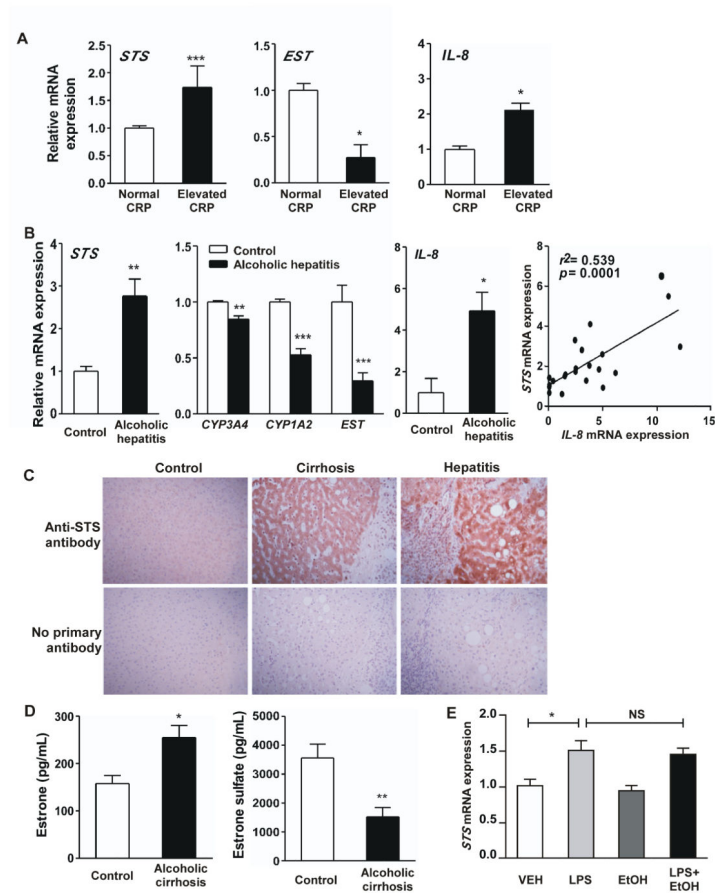 A
STS
Relative mRNA
expression
2.5
2.0
1.5
1.0
0.5
0.0
***
Normal
CRP
Elevated
CRP
EST
1.5
1.0
0.5
0.0
*
Normal
CRP
Elevated
CRP
IL-8
4
3
2
1
0
*
Normal
CRP
Elevated
CRP
B
STS
Relative mRNA expression
4
3
2
1
0
**
Control
Alcoholic
hepatitis
Control
Alcoholic hepatitis
1.5
1.0
0.5
0.0
**
***
***
CYP3A4
CYP1A2
EST
IL-8
8
6
4
2
0
*
Control
Alcoholic
hepatitis
r2= 0.539
p= 0.0001
STS mRNA expression
8
6
4
2
0
0
5
10
15
IL-8 mRNA expression
C
Control
Cirrhosis
Hepatitis
Anti-STS
antibody
No primary
antibody
D
Estrone (pg/mL)
300
200
100
0
*
Control
Alcoholic
cirrhosis
Estrone sulfate (pg/mL)
5000
4000
3000
2000
1000
0
**
Control
Alcoholic
cirrhosis
E
STS mRNA expression
2.0
1.5
1.0
0.5
0.0
*
NS
VEH
LPS
EtOH
LPS+
EtOH